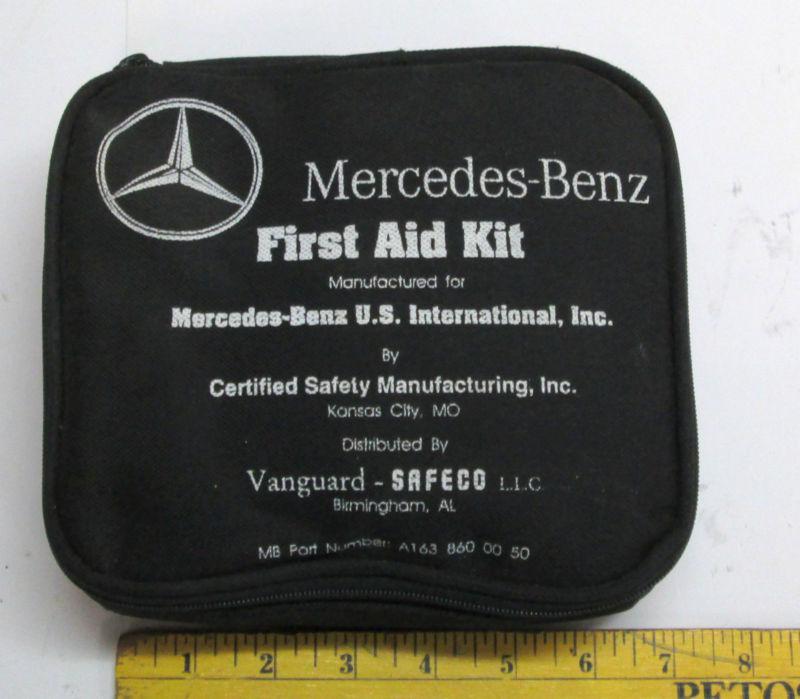 Mercedes-Benz
First Aid Kit
Manufactured for
Mercedes-Benz U.S. International, Inc.
By
Certified Safety Manufacturing, Inc.
Kansas City, MO
Distributed By
Vanguard - SAFECO L.L.C.
Birmingham, AL
MB Part Number: A163 860 00 50
1 2 3 4 5 6 7 8